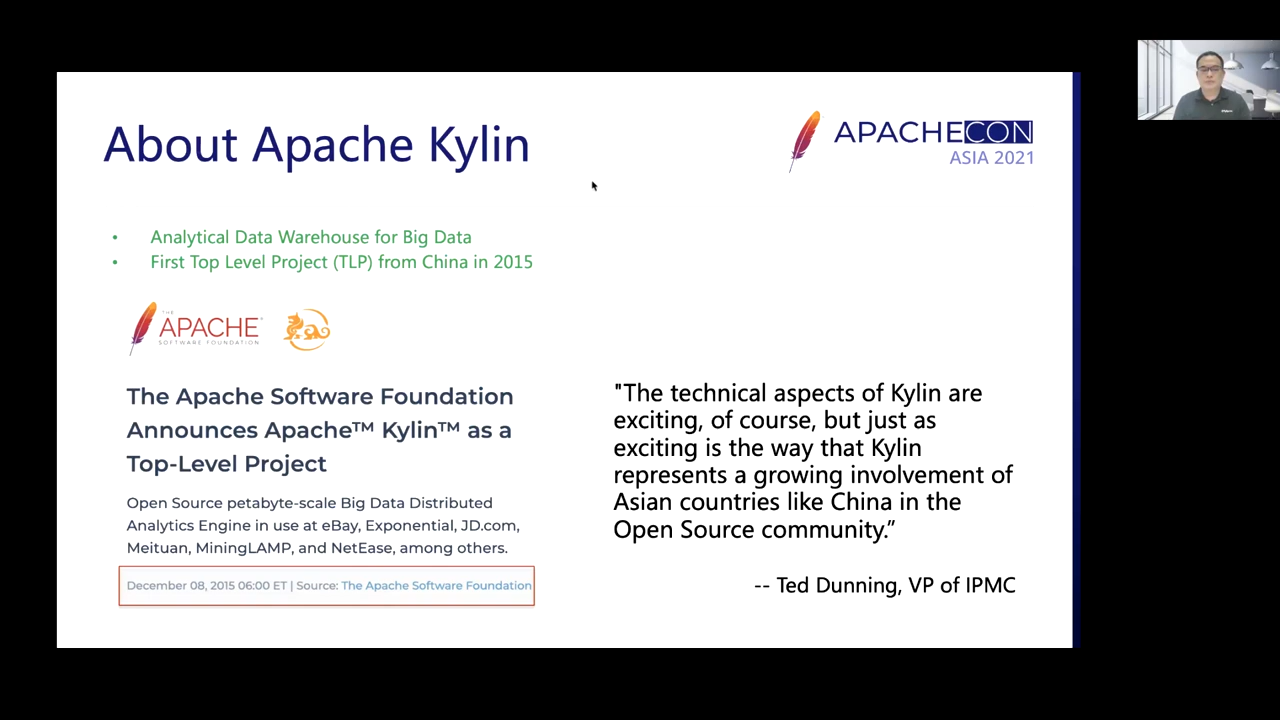 About Apache Kylin
APACHECON
ASIA 2021
• Analytical Data Warehouse for Big Data
• First Top Level Project (TLP) from China in 2015
THE
APACHE
SOFTWARE FOUNDATION
The Apache Software Foundation
Announces Apache™ Kylin™ as a
Top-Level Project
Open Source petabyte-scale Big Data Distributed
Analytics Engine in use at eBay, Exponential, JD.com,
Meituan, MiningLAMP, and NetEase, among others.
December 08, 2015 06:00 ET | Source: The Apache Software Foundation
"The technical aspects of Kylin are
exciting, of course, but just as
exciting is the way that Kylin
represents a growing involvement of
Asian countries like China in the
Open Source community.”
-- Ted Dunning, VP of IPMC